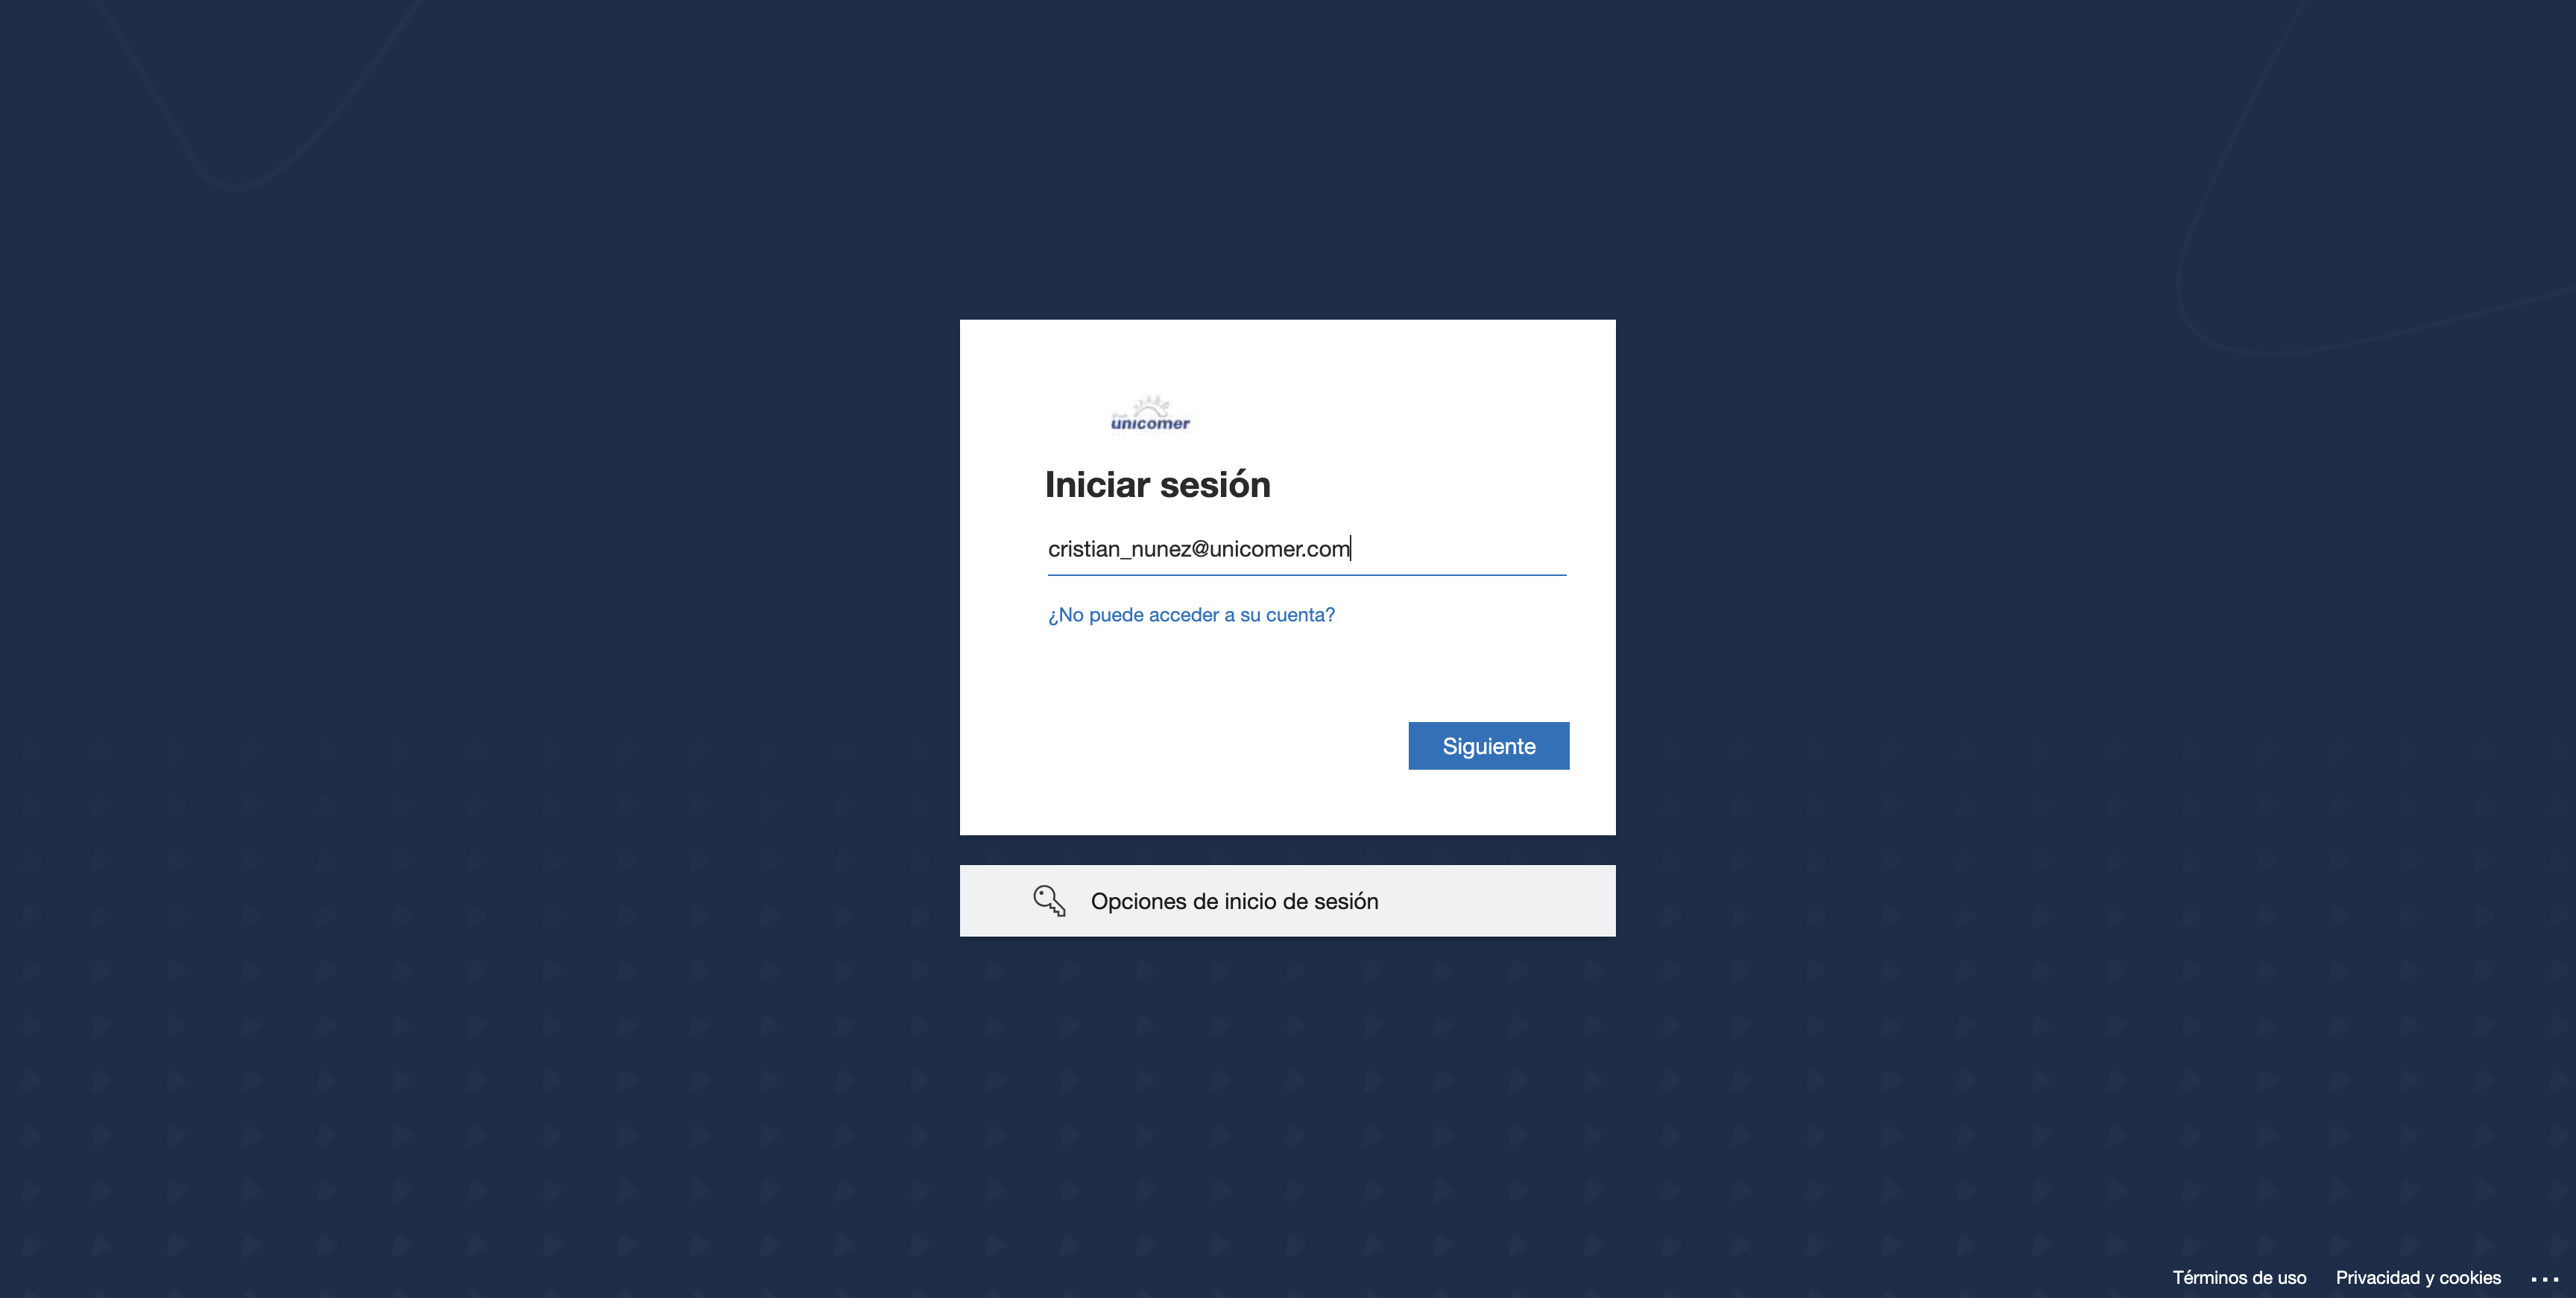 unicomer
Iniciar sesión
cristian_nunez@unicomer.com
¿No puede acceder a su cuenta?
Siguiente
Opciones de inicio de sesión
Términos de uso Privacidad y cookies ...